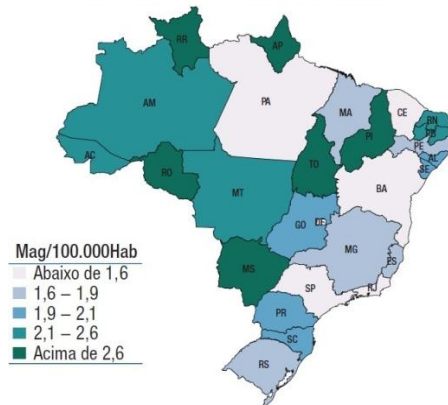 RR
AP
AM
PA
MA
CE
RN
PB
PE
AL
SE
PI
AC
RO
TO
BA
MT
GO
DF
MG
ES
MS
SP
RJ
PR
SC
RS
Mag/100.000Hab
Abaixo de 1,6
1,6 – 1,9
1,9 – 2,1
2,1 – 2,6
Acima de 2,6